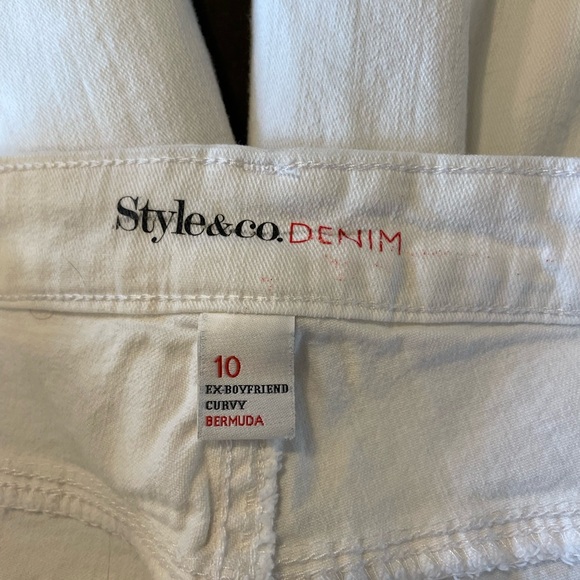 Style&co. DENIM
10
EX-BOYFRIEND
CURVY
BERMUDA